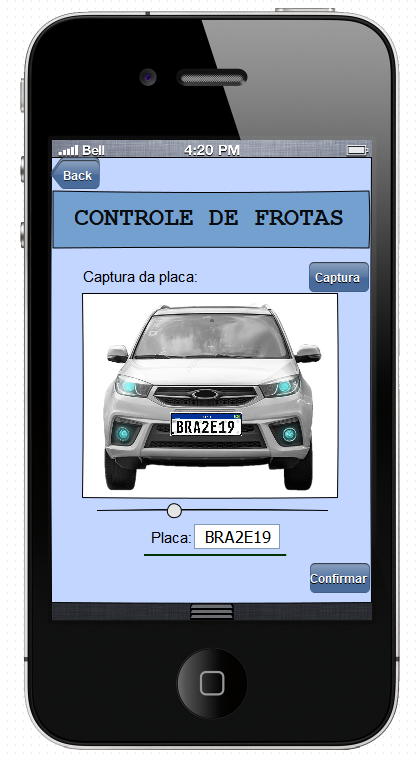 Bell 4:20 PM
Back
CONTROLE DE FROTAS
Captura da placa: Captura
BRA2E19
Placa: BRA2E19
Confirmar